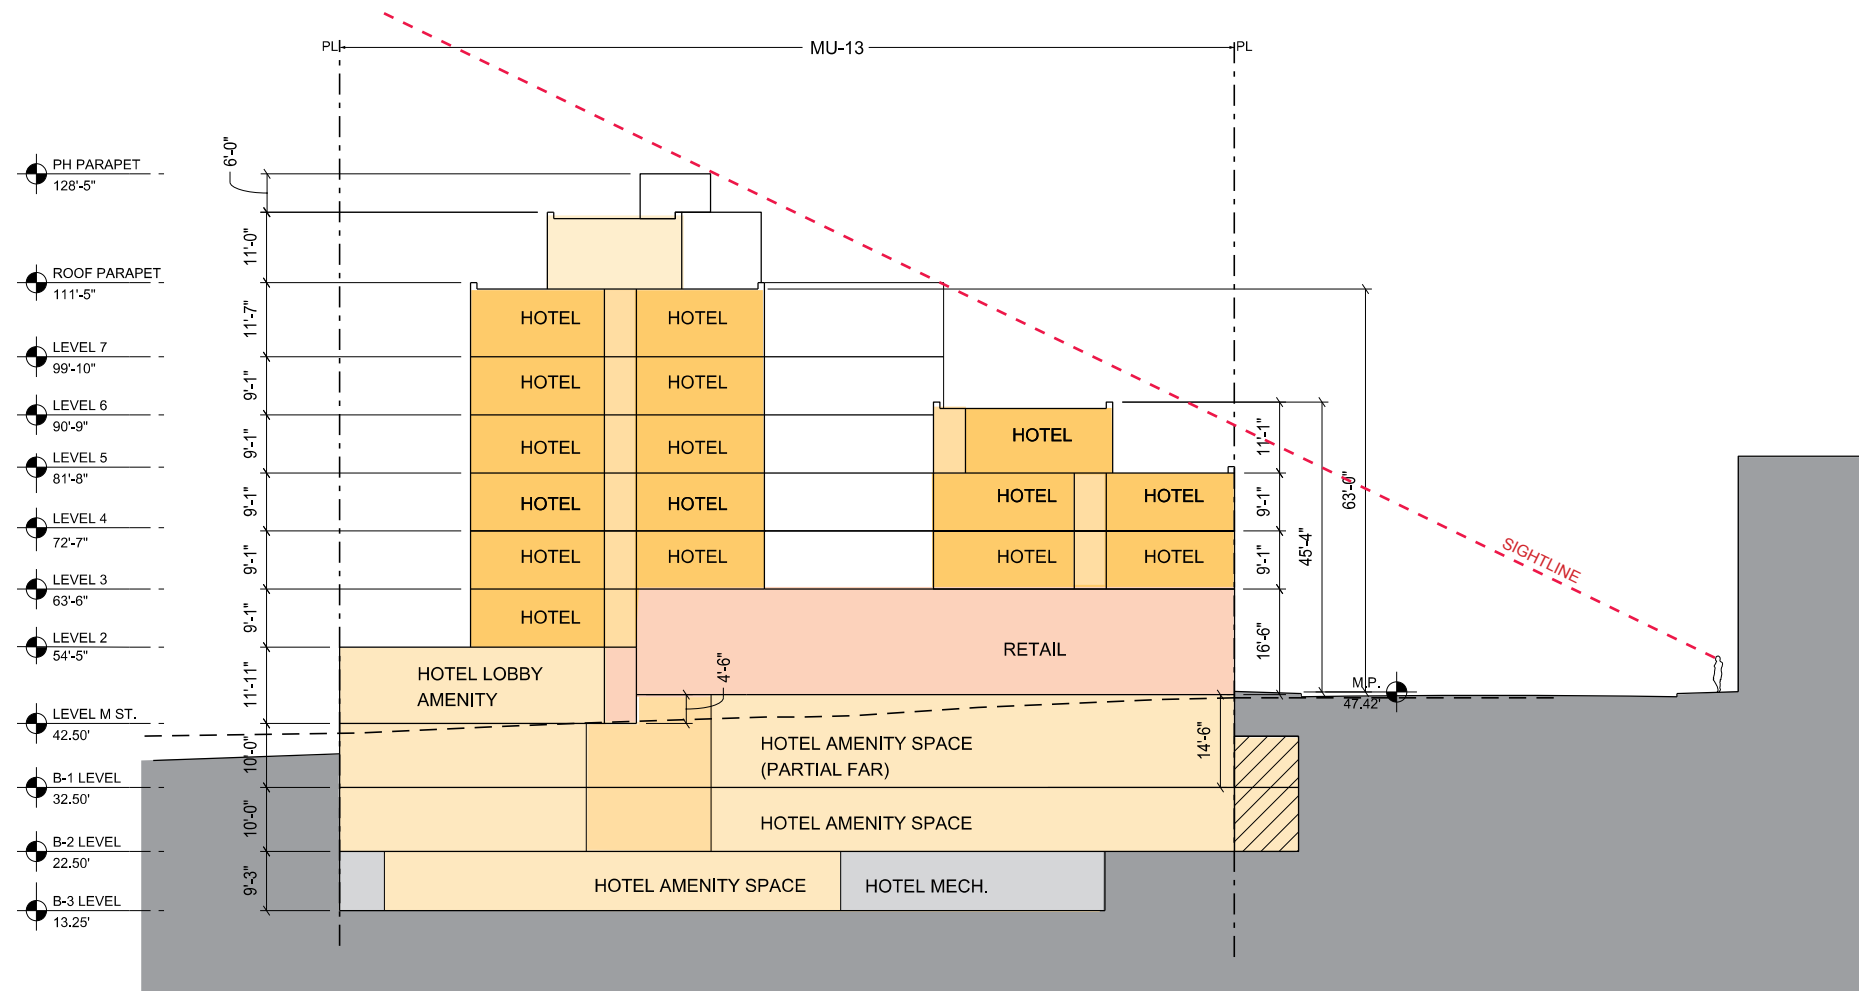 PL
MU-13
PL
6'-0"
PH PARAPET
128'-5"
11'-0"
ROOF PARAPET
111'-5"
11'-7"
HOTEL
HOTEL
LEVEL 7
99'-10"
9'-1"
HOTEL
HOTEL
LEVEL 6
90'-9"
9'-1"
HOTEL
HOTEL
HOTEL
11'-1"
LEVEL 5
81'-8"
9'-1"
HOTEL
HOTEL
HOTEL
HOTEL
9'-1"
63'-0"
LEVEL 4
72'-7"
9'-1"
HOTEL
HOTEL
HOTEL
HOTEL
9'-1"
45'-4"
SIGHTLINE
LEVEL 3
63'-6"
9'-1"
HOTEL
LEVEL 2
54'-5"
RETAIL
16'-6"
11'-11"
HOTEL LOBBY
AMENITY
4'-6"
M.P.
47.42'
LEVEL M ST.
42.50'
10'-0"
HOTEL AMENITY SPACE
(PARTIAL FAR)
14'-6"
B-1 LEVEL
32.50'
10'-0"
HOTEL AMENITY SPACE
B-2 LEVEL
22.50'
9'-3"
HOTEL AMENITY SPACE
HOTEL MECH.
B-3 LEVEL
13.25'